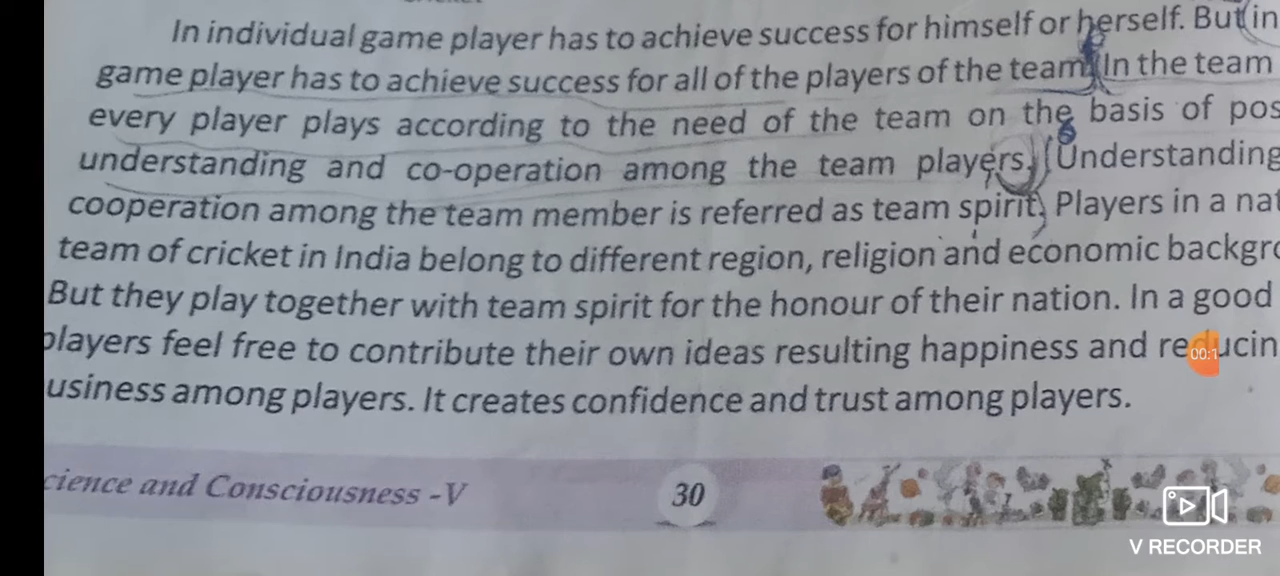 In individual game player has to achieve success for himself or herself. But (in
game player has to achieve success for all of the players of the team. (In the team
every player plays according to the need of the team on the basis of pos
understanding and co-operation among the team players.) (Understanding
cooperation among the team member is referred as team spirit) Players in a nat
team of cricket in India belong to different region, religion and economic backgro
But they play together with team spirit for the honour of their nation. In a good
players feel free to contribute their own ideas resulting happiness and reducin
usiness among players. It creates confidence and trust among players.
cience and Consciousness -V
30
00:1
V RECORDER